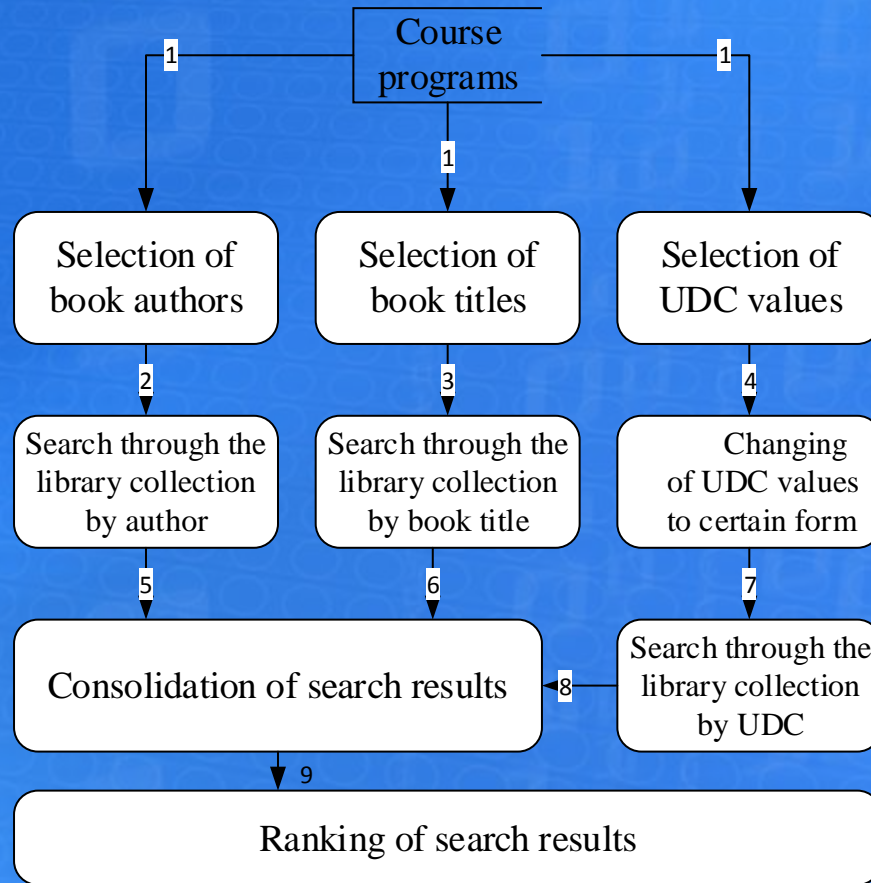 Course
programs
1
1
1
Selection of
book authors
Selection of
book titles
Selection of
UDC values
2
3
4
Search through the
library collection
by author
Search through the
library collection
by book title
Changing
of UDC values
to certain form
5
6
7
Consolidation of search results
8
Search through the
library collection
by UDC
9
Ranking of search results